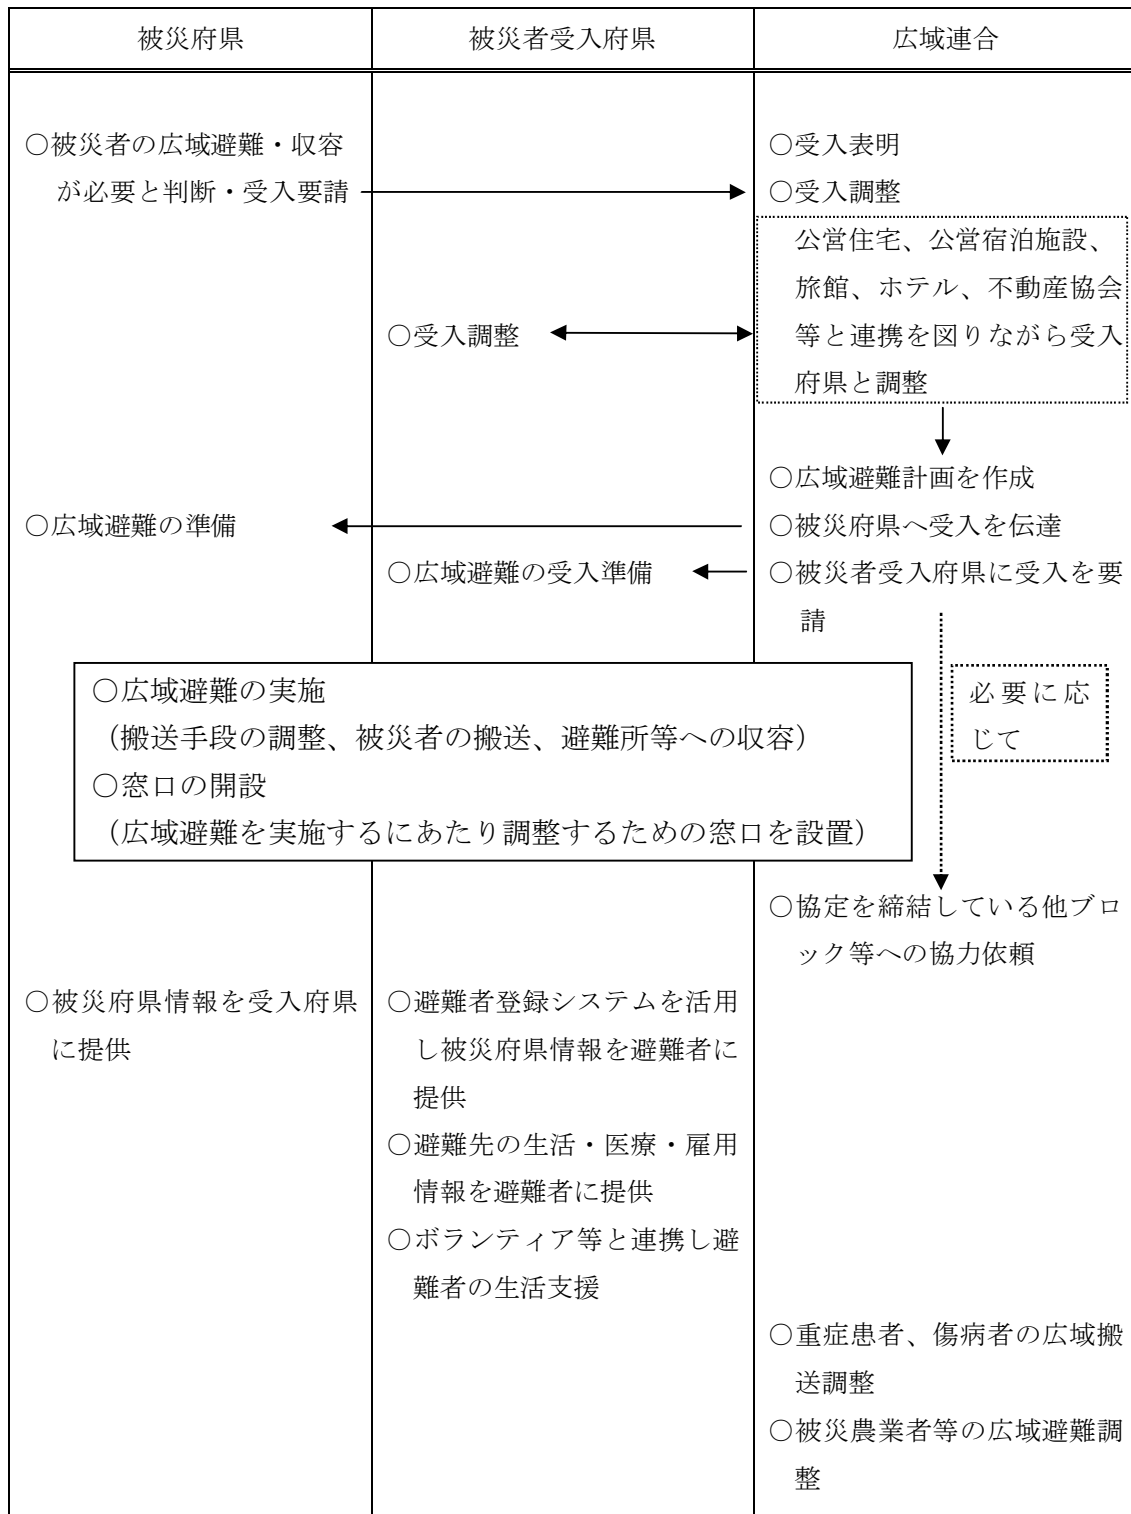 被災府県
被災者受入府県
広域連合
○被災者の広域避難・収容
が必要と判断・受入要請
○受入表明
○受入調整
公営住宅、公営宿泊施設、
旅館、ホテル、不動産協会
等と連携を図りながら受入
府県と調整
○受入調整
○広域避難計画を作成
○広域避難の準備
○被災府県へ受入を伝達
○広域避難の受入準備
○被災者受入府県に受入を要
請
○広域避難の実施
（搬送手段の調整、被災者の搬送、避難所等への収容）
○窓口の開設
（広域避難を実施するにあたり調整するための窓口を設置）
必要に応
じて
○協定を締結している他ブロ
ック等への協力依頼
○被災府県情報を受入府県
に提供
○避難者登録システムを活用
し被災府県情報を避難者に
提供
○避難先の生活・医療・雇用
情報を避難者に提供
○ボランティア等と連携し避
難者の生活支援
○重症患者、傷病者の広域搬
送調整
○被災農業者等の広域避難調
整